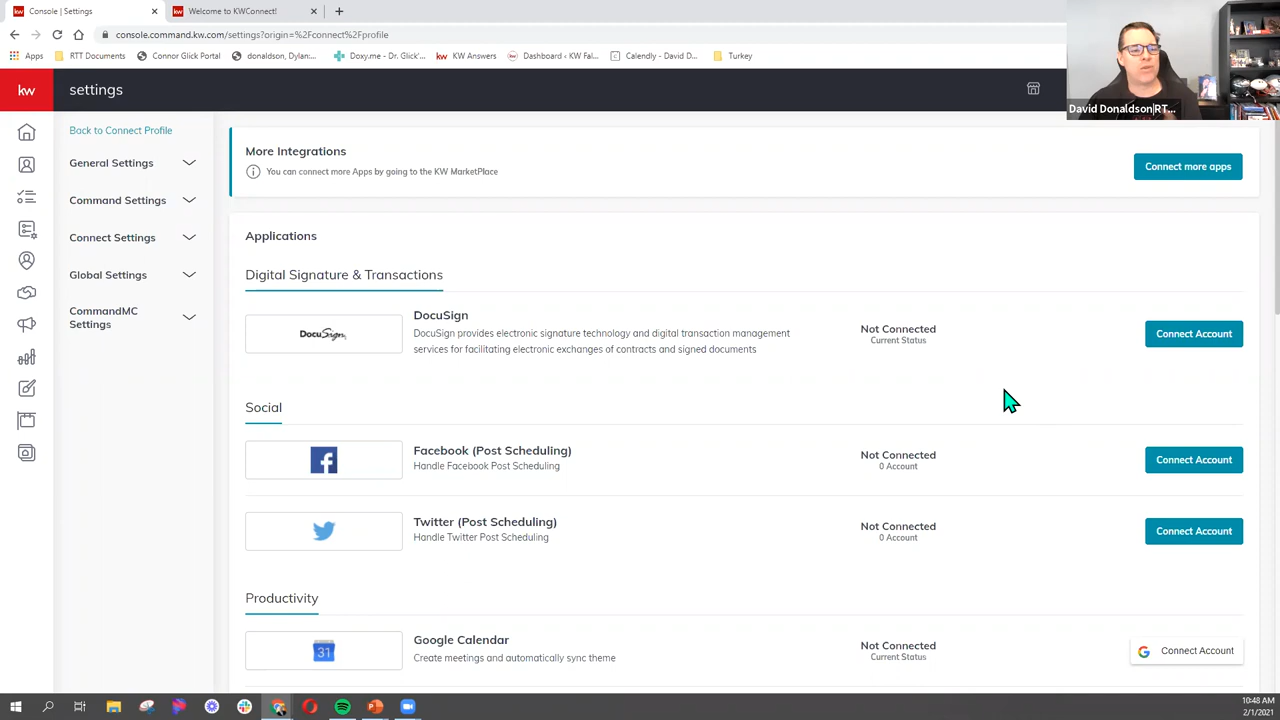 Console | Settings
Welcome to KWConnect!
console.command.kw.com/settings?origin=%2Fconnect%2Fprofile
Apps
RTT Documents
Connor Glick Portal
donaldson, Dylan:...
Doxy.me - Dr. Glick'...
KW Answers
Dashboard - KW Fal...
Calendly - David D...
Turkey
kw
settings
David Donaldson|RT...
Back to Connect Profile
General Settings
Command Settings
Connect Settings
Global Settings
CommandMC
Settings
More Integrations
You can connect more Apps by going to the KW MarketPlace
Connect more apps
Applications
Digital Signature & Transactions
DocuSign
DocuSign
DocuSign provides electronic signature technology and digital transaction management
services for facilitating electronic exchanges of contracts and signed documents
Not Connected
Current Status
Connect Account
Social
Facebook (Post Scheduling)
Handle Facebook Post Scheduling
Not Connected
0 Account
Connect Account
Twitter (Post Scheduling)
Handle Twitter Post Scheduling
Not Connected
0 Account
Connect Account
Productivity
31
Google Calendar
Create meetings and automatically sync theme
Not Connected
Current Status
Connect Account
10:48 AM
2/1/2021